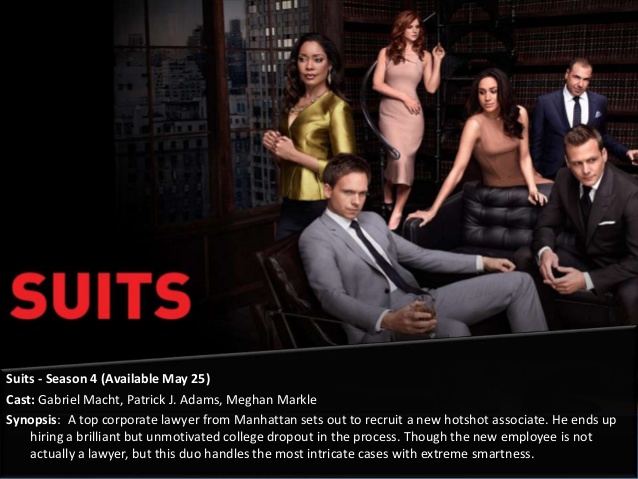 SUITS
Suits - Season 4 (Available May 25)
Cast: Gabriel Macht, Patrick J. Adams, Meghan Markle
Synopsis:  A top corporate lawyer from Manhattan sets out to recruit a new hotshot associate. He ends up
hiring a brilliant but unmotivated college dropout in the process. Though the new employee is not
actually a lawyer, but this duo handles the most intricate cases with extreme smartness.